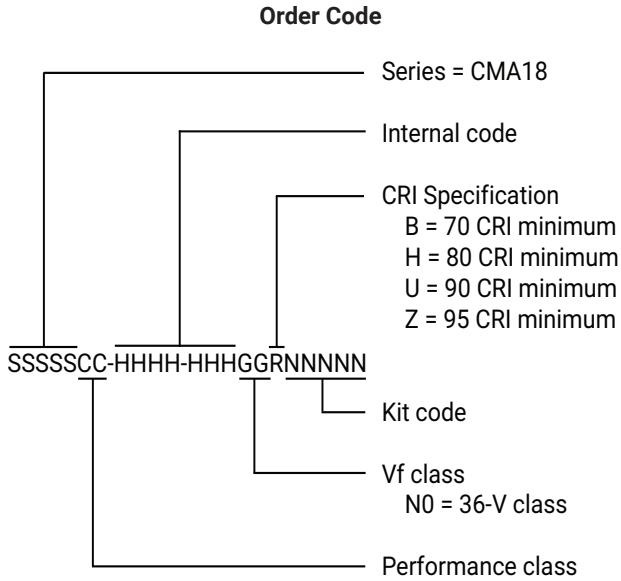 Order Code
Series = CMA18
Internal code
CRI Specification
B = 70 CRI minimum
H = 80 CRI minimum
U = 90 CRI minimum
Z = 95 CRI minimum
SSSSSCC-HHHH-HHHGGRNNNNN
Kit code
Vf class
N0 = 36-V class
Performance class